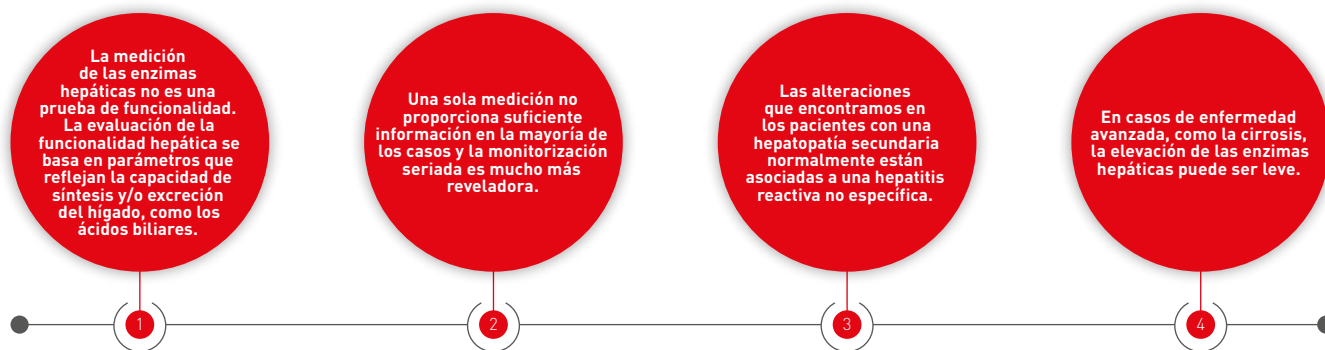 La medición
de las enzimas
hepáticas no es una
prueba de funcionalidad.
La evaluación de la
funcionalidad hepática se
basa en parámetros que
reflejan la capacidad de
síntesis y/o excreción
del hígado, como los
ácidos biliares.
1
Una sola medición no
proporciona suficiente
información en la mayoría de
los casos y la monitorización
seriada es mucho más
reveladora.
2
Las alteraciones
que encontramos en
los pacientes con una
hepatopatía secundaria
normalmente están
asociadas a una hepatitis
reactiva no específica.
3
En casos de enfermedad
avanzada, como la cirrosis,
la elevación de las enzimas
hepáticas puede ser leve.
4